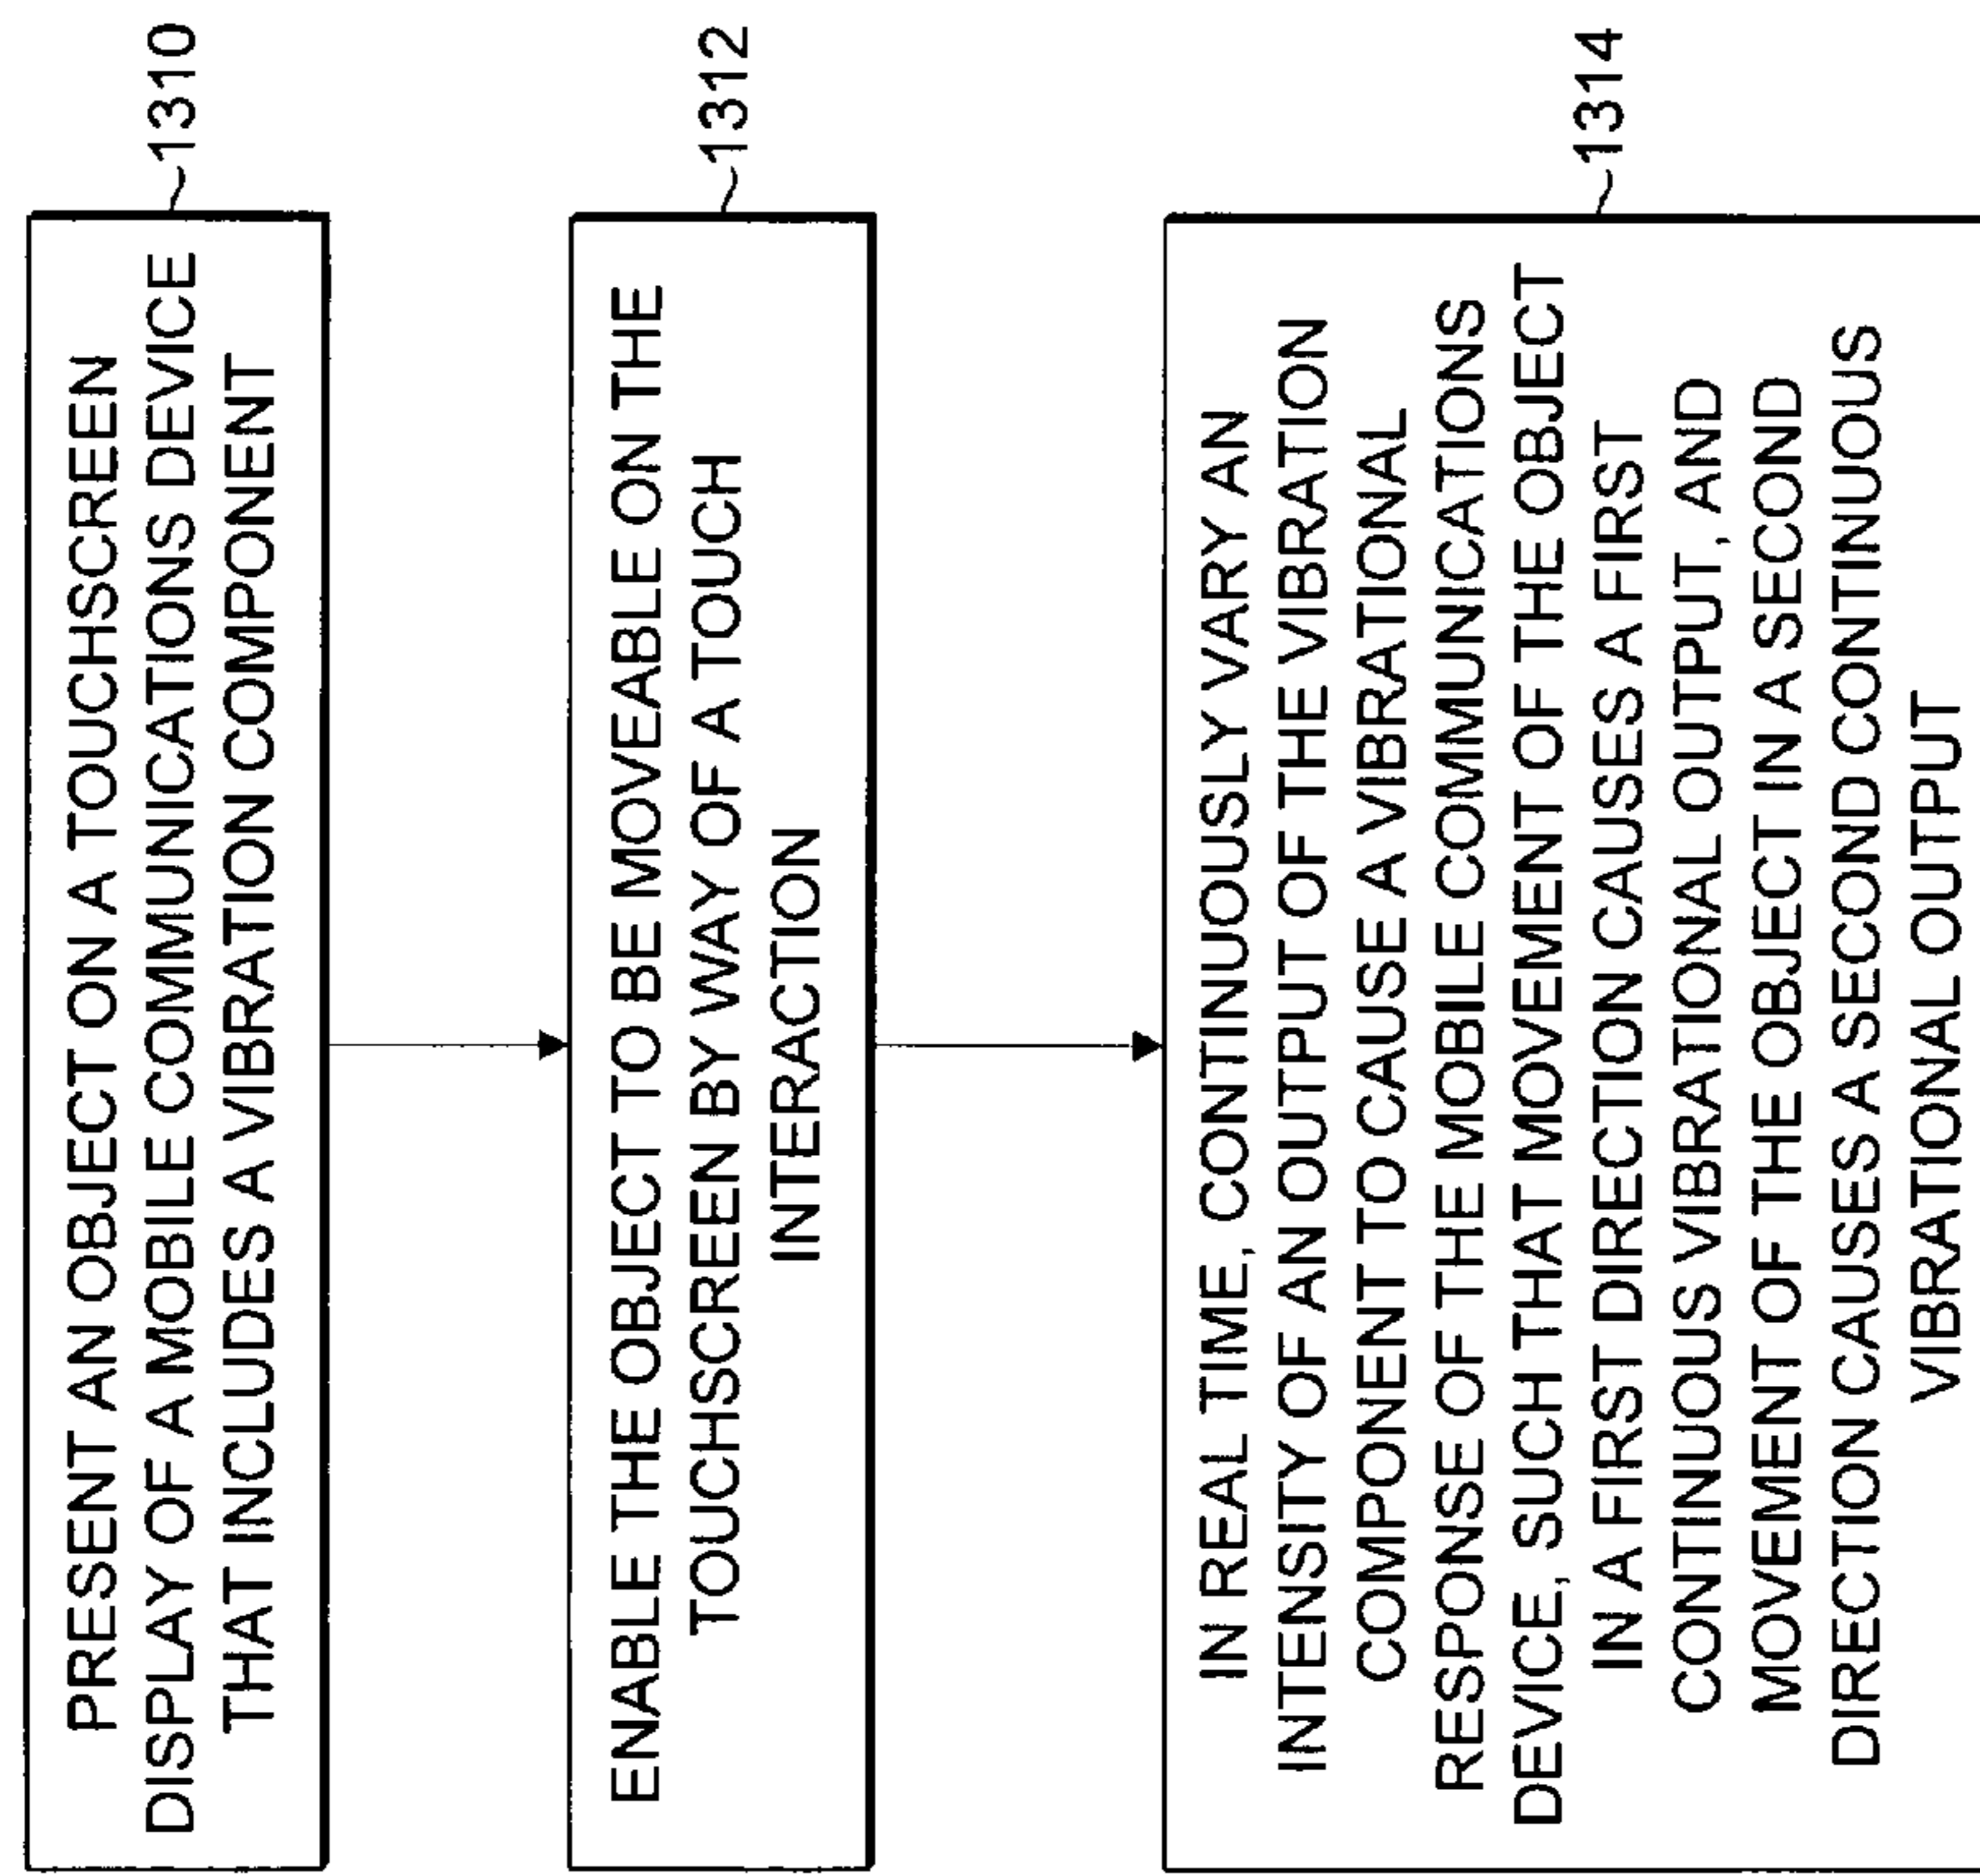 PRESENT AN OBJECT ON A TOUCHSCREEN
DISPLAY OF A MOBILE COMMUNICATIONS DEVICE
THAT INCLUDES A VIBRATION COMPONENT
1310
ENABLE THE OBJECT TO BE MOVEABLE ON THE
TOUCHSCREEN BY WAY OF A TOUCH
INTERACTION
1312
IN REAL TIME, CONTINUOUSLY VARY AN
INTENSITY OF AN OUTPUT OF THE VIBRATION
COMPONENT TO CAUSE A VIBRATIONAL
RESPONSE OF THE MOBILE COMMUNICATIONS
DEVICE, SUCH THAT MOVEMENT OF THE OBJECT
IN A FIRST DIRECTION CAUSES A FIRST
CONTINUOUS VIBRATIONAL OUTPUT, AND
MOVEMENT OF THE OBJECT IN A SECOND
DIRECTION CAUSES A SECOND CONTINUOUS
VIBRATIONAL OUTPUT
1314